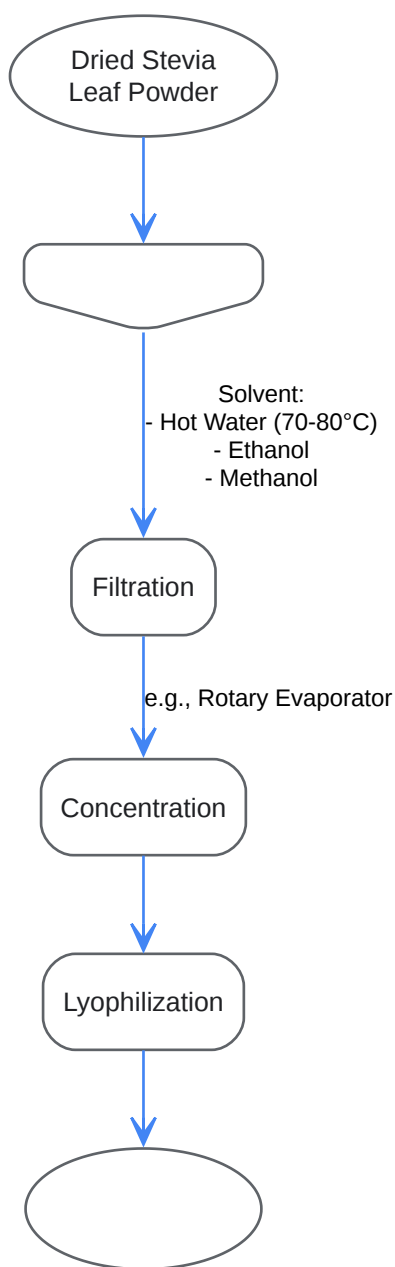 Dried Stevia
Leaf Powder
Solvent:
- Hot Water (70-80°C)
- Ethanol
- Methanol
Filtration
e.g., Rotary Evaporator
Concentration
Lyophilization